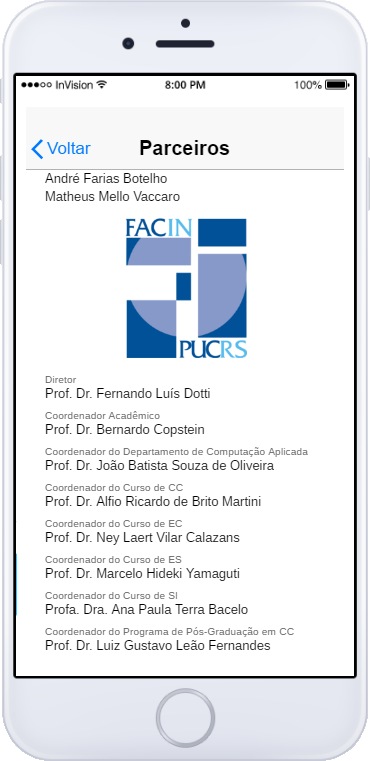 InVision
8:00 PM
100%
Voltar
Parceiros
André Farias Botelho
Matheus Mello Vaccaro
FACIN
PUCRS
Diretor
Prof. Dr. Fernando Luís Dotti
Coordenador Acadêmico
Prof. Dr. Bernardo Copstein
Coordenador do Departamento de Computação Aplicada
Prof. Dr. João Batista Souza de Oliveira
Coordenador do Curso de CC
Prof. Dr. Alfio Ricardo de Brito Martini
Coordenador do Curso de EC
Prof. Dr. Ney Laert Vilar Calazans
Coordenador do Curso de ES
Prof. Dr. Marcelo Hideki Yamaguti
Coordenador do Curso de SI
Profa. Dra. Ana Paula Terra Bacelo
Coordenador do Programa de Pós-Graduação em CC
Prof. Dr. Luiz Gustavo Leão Fernandes